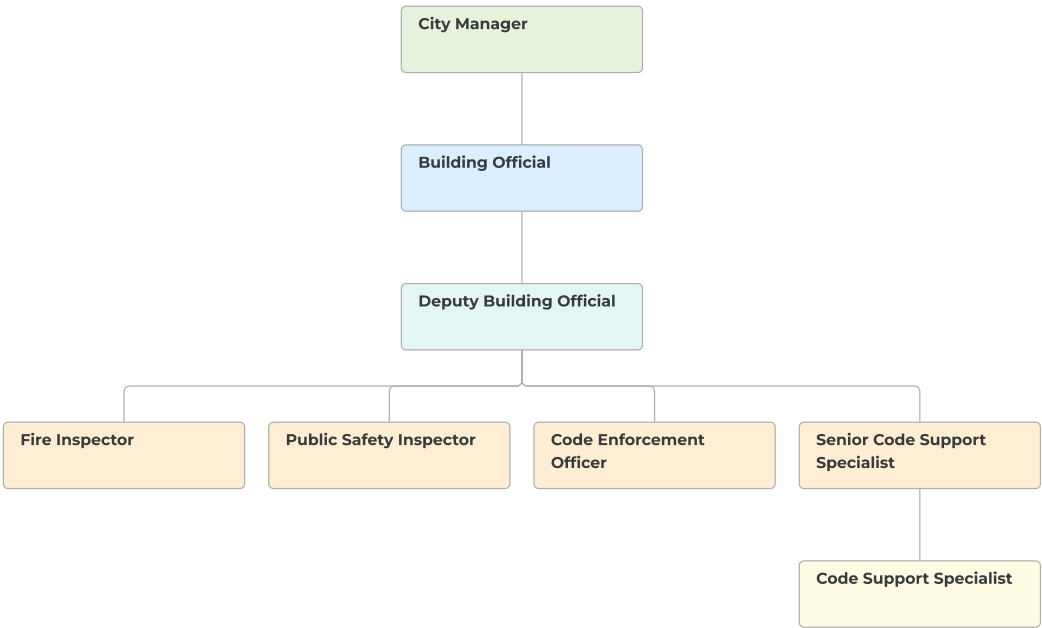 City Manager
Building Official
Deputy Building Official
Fire Inspector
Public Safety Inspector
Code Enforcement
Officer
Senior Code Support
Specialist
Code Support Specialist